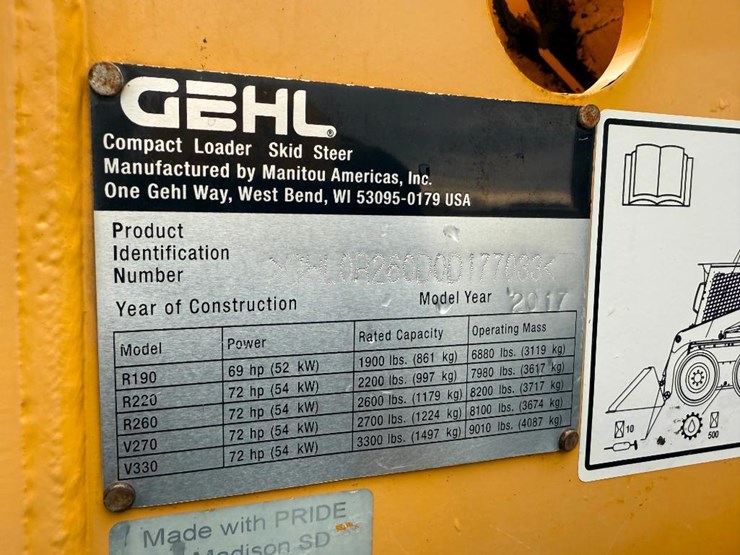 GEHL®
Compact Loader Skid Steer
Manufactured by Manitou Americas, Inc.
One Gehl Way, West Bend, WI 53095-0179 USA
Product
Identification
Number
Year of Construction Model Year 2017
Model Power Rated Capacity Operating Mass
R190 69 hp (52 kW) 1900 lbs. (861 kg) 6880 lbs. (3119 kg)
R220 72 hp (54 kW) 2200 lbs. (997 kg) 7980 lbs. (3617 kg)
R260 72 hp (54 kW) 2600 lbs. (1179 kg) 8200 lbs. (3717 kg)
V270 72 hp (54 kW) 2700 lbs. (1224 kg) 8100 lbs. (3674 kg)
V330 72 hp (54 kW) 3300 lbs. (1497 kg) 9010 lbs. (4087 kg)
10
500
Made with PRIDE
Madison SD